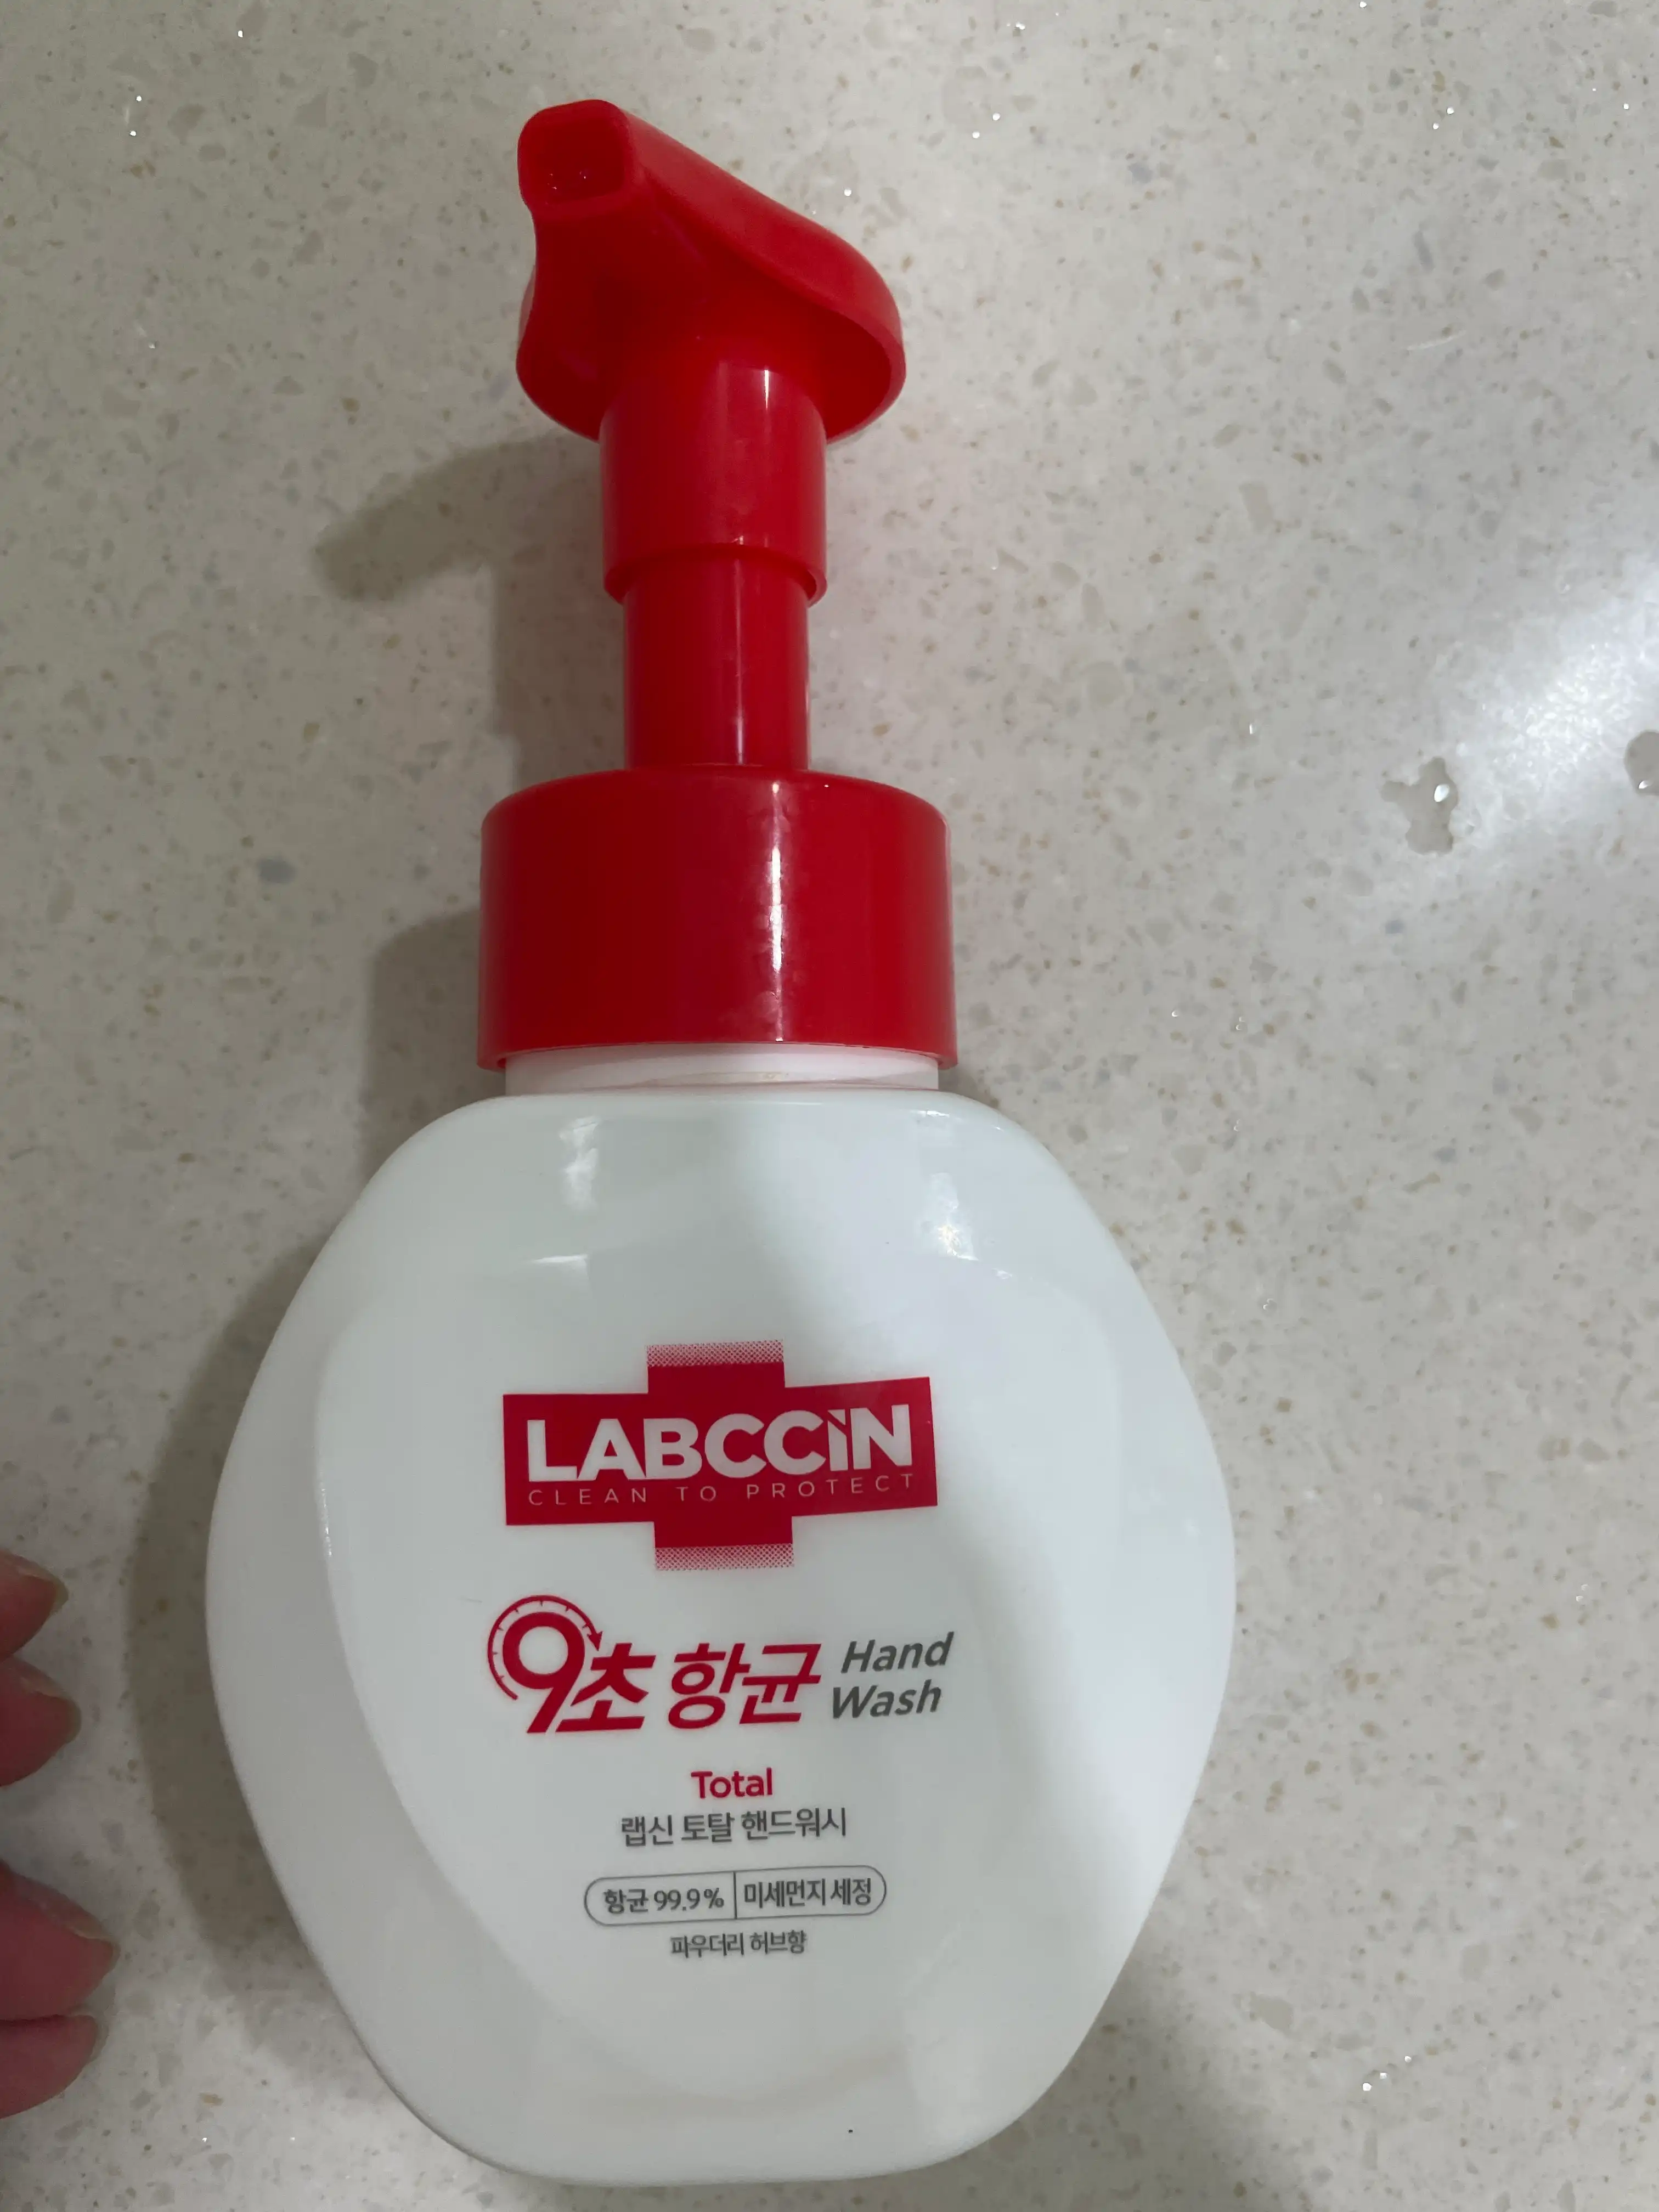 LABCCiN
CLEAN TO PROTECT
9초 항균 Hand Wash
Total
랩신 토탈 핸드워시
항균 99.9% 미세먼지 세정
파우더리 허브향